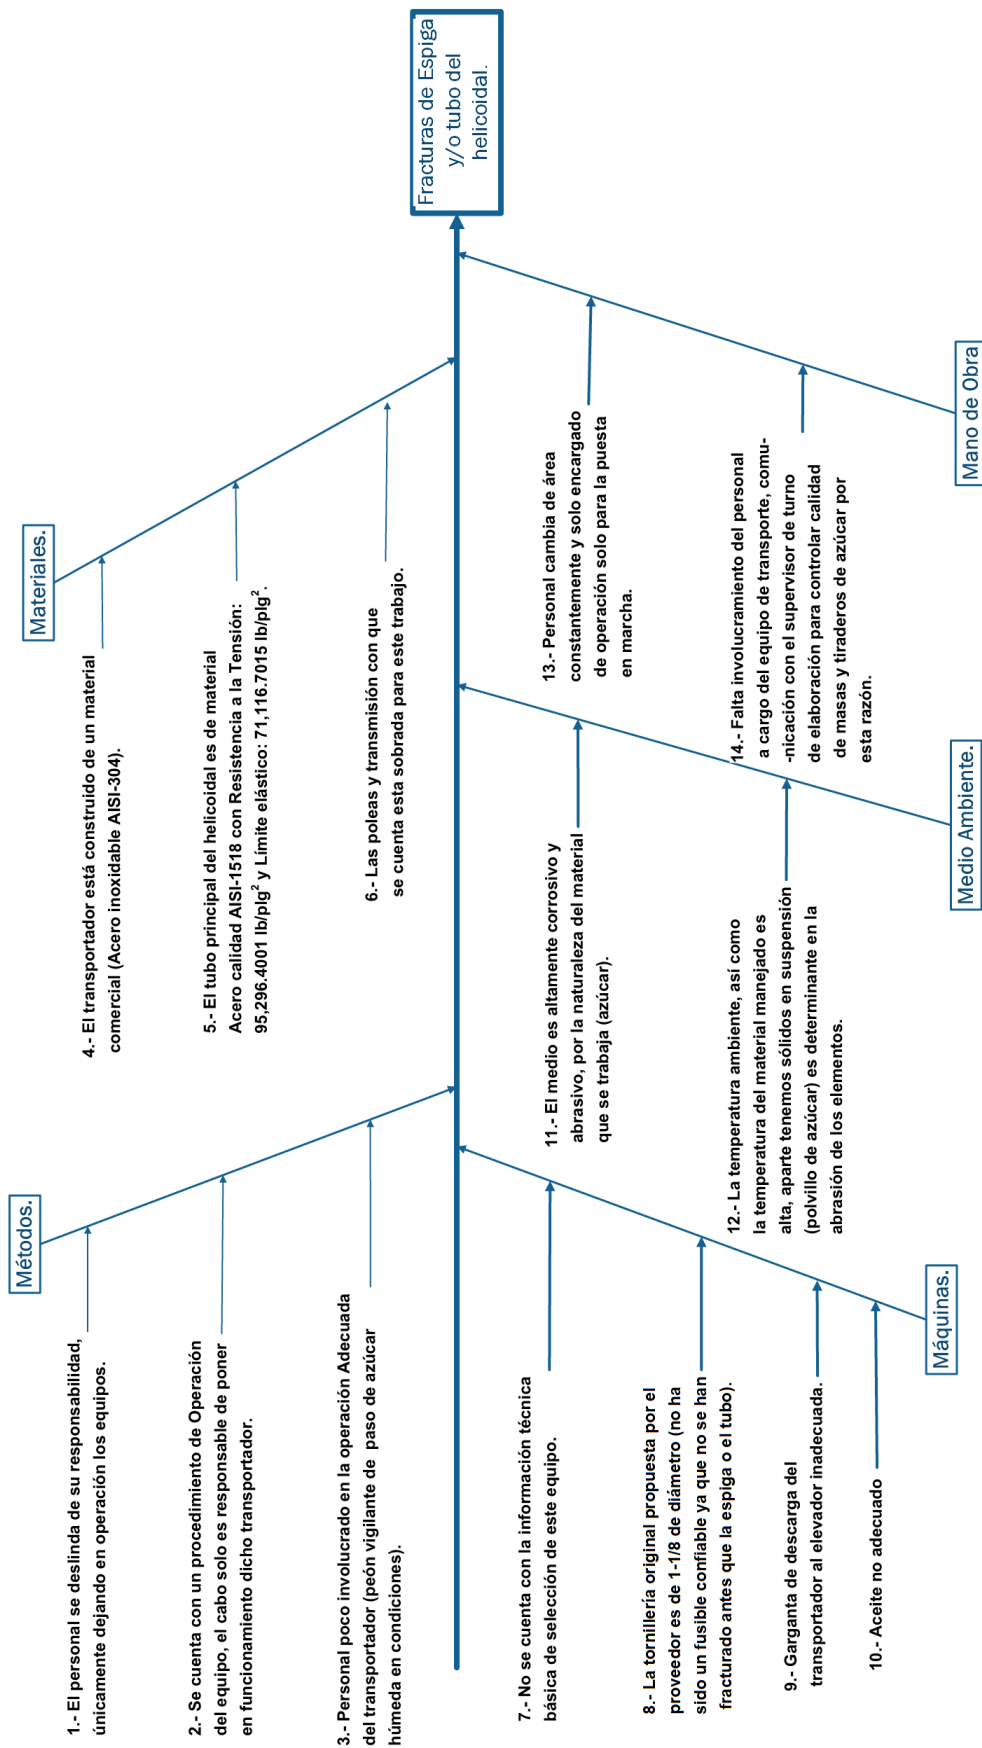 Métodos.
1.- El personal se deslinda de su responsabilidad,
únicamente dejando en operación los equipos.
2.- Se cuenta con un procedimiento de Operación
del equipo, el cabo solo es responsable de poner
en funcionamiento dicho transportador.
3.- Personal poco involucrado en la operación Adecuada
del transportador (peón vigilante de paso de azúcar
húmeda en condiciones).
Materiales.
4.- El transportador está construido de un material
comercial (Acero inoxidable AISI-304).
5.- El tubo principal del helicoidal es de material
Acero calidad AISI-1518 con Resistencia a la Tensión:
95,296.4001 lb/plg² y Límite elástico: 71,116.7015 lb/plg².
6.- Las poleas y transmisión con que
se cuenta esta sobrada para este trabajo.
Fracturas de Espiga
y/o tubo del
helicoidal.
7.- No se cuenta con la información técnica
básica de selección de este equipo.
8.- La tornillería original propuesta por el
proveedor es de 1-1/8 de diámetro (no ha
sido un fusible confiable ya que no se han
fracturado antes que la espiga o el tubo).
9.- Garganta de descarga del
transportador al elevador inadecuada.
10.- Aceite no adecuado
Máquinas.
11.- El medio es altamente corrosivo y
abrasivo, por la naturaleza del material
que se trabaja (azúcar).
12.- La temperatura ambiente, así como
la temperatura del material manejado es
alta, aparte tenemos sólidos en suspensión
(polvillo de azúcar) es determinante en la
abrasión de los elementos.
Medio Ambiente.
13.- Personal cambia de área
constantemente y solo encargado
de operación solo para la puesta
en marcha.
14.- Falta involucramiento del personal
a cargo del equipo de transporte, comu-
-nicación con el supervisor de turno
de elaboración para controlar calidad
de masas y tiraderos de azúcar por
esta razón.
Mano de Obra